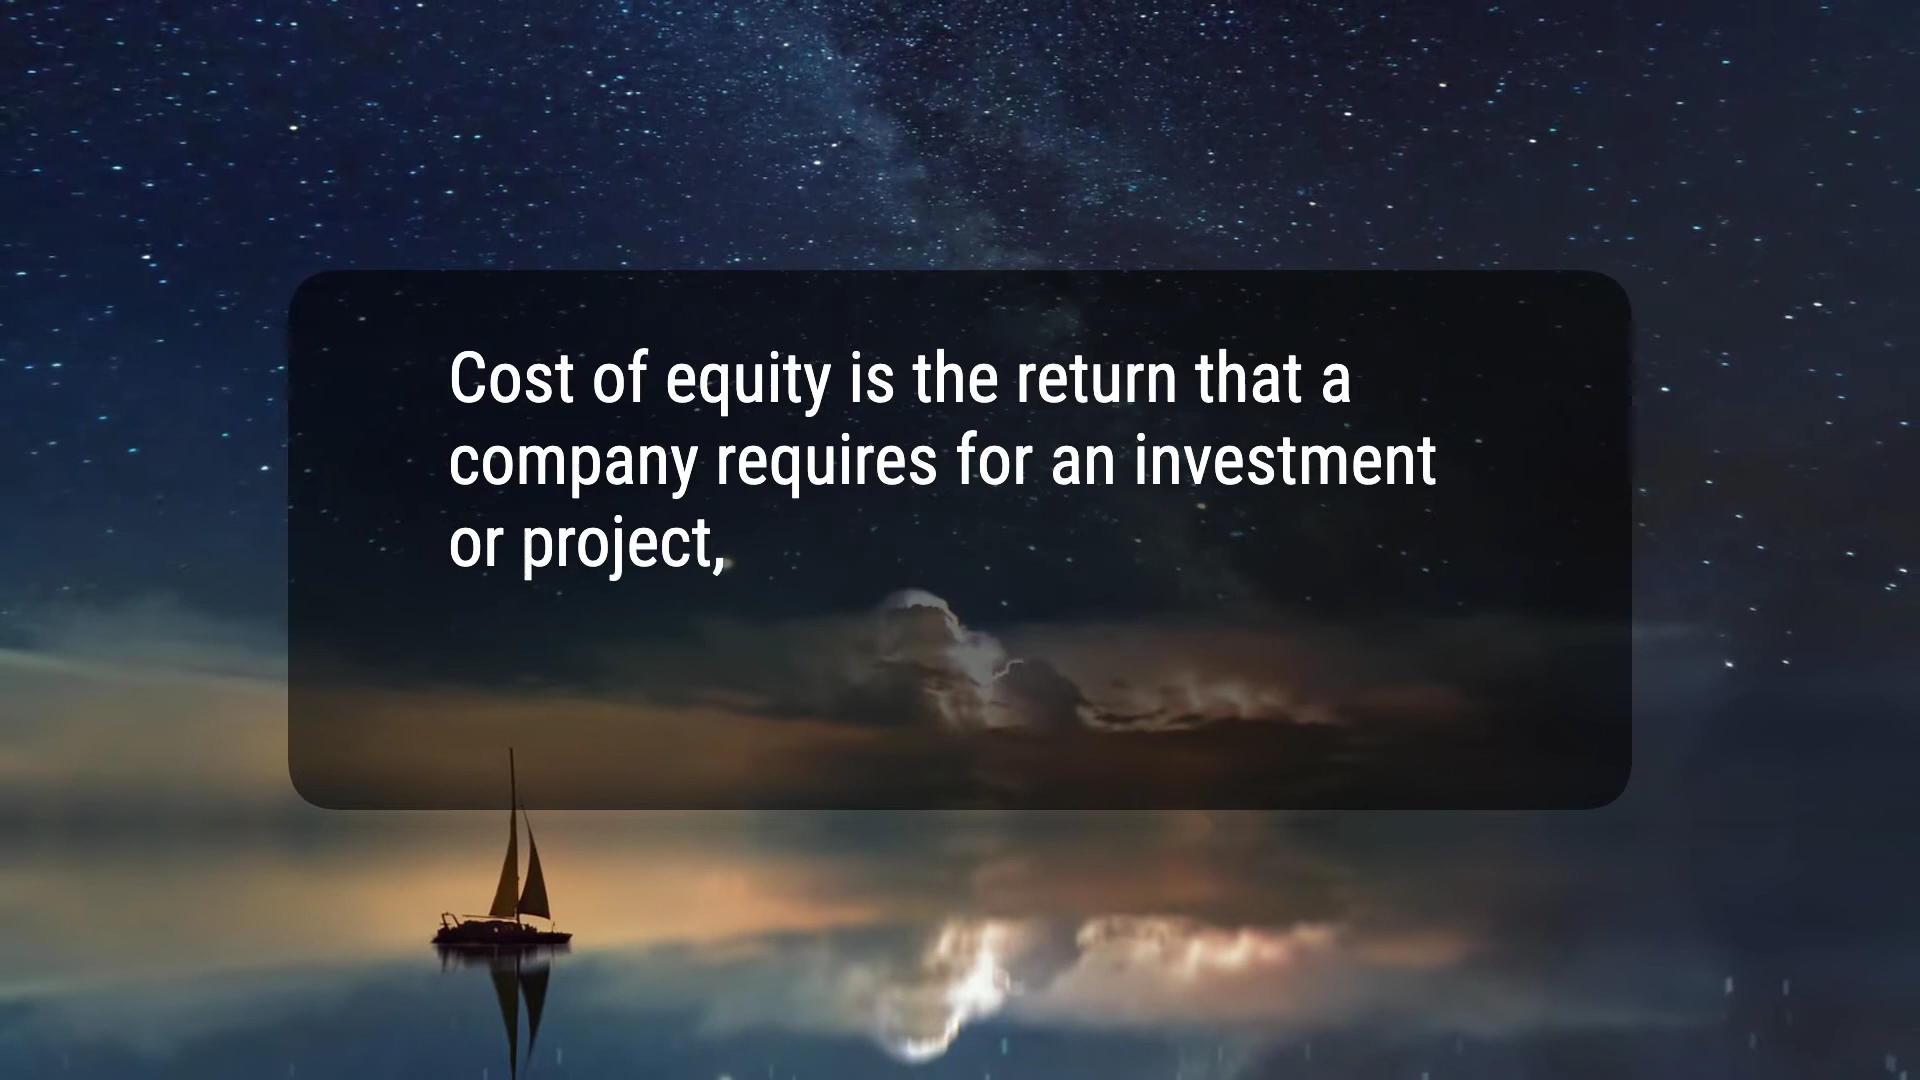 Cost of equity is the return that a
company requires for an investment
or project,